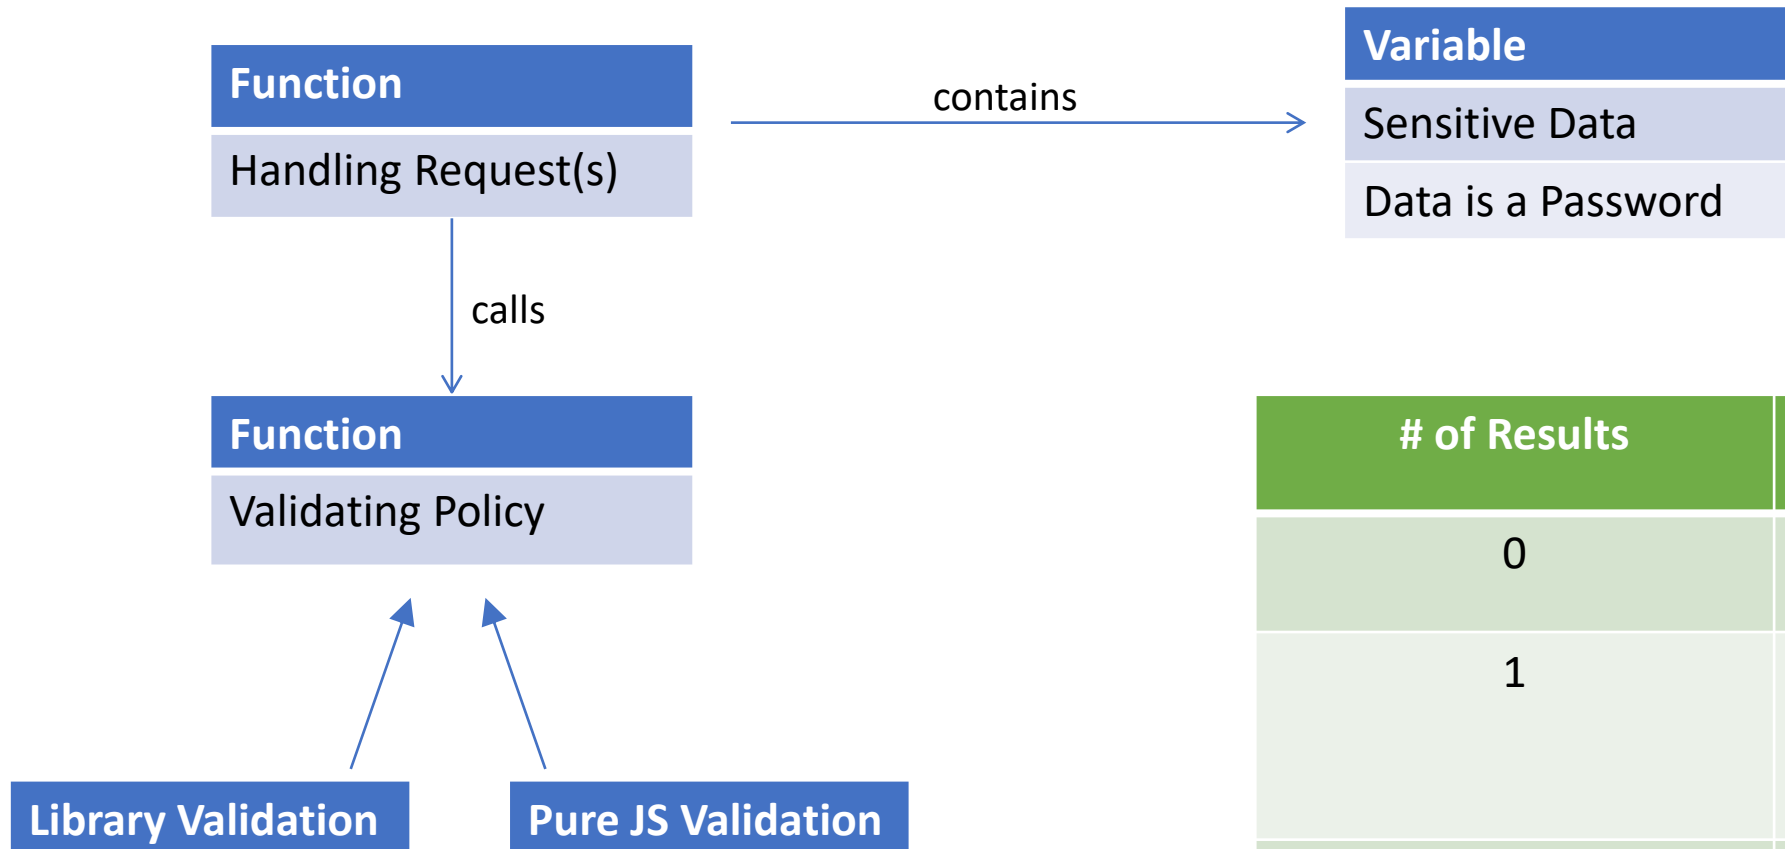 Function
Handling Request(s)
contains
Variable
Sensitive Data
Data is a Password
calls
Function
Validating Policy
Library Validation
Pure JS Validation
# of Results
0
1